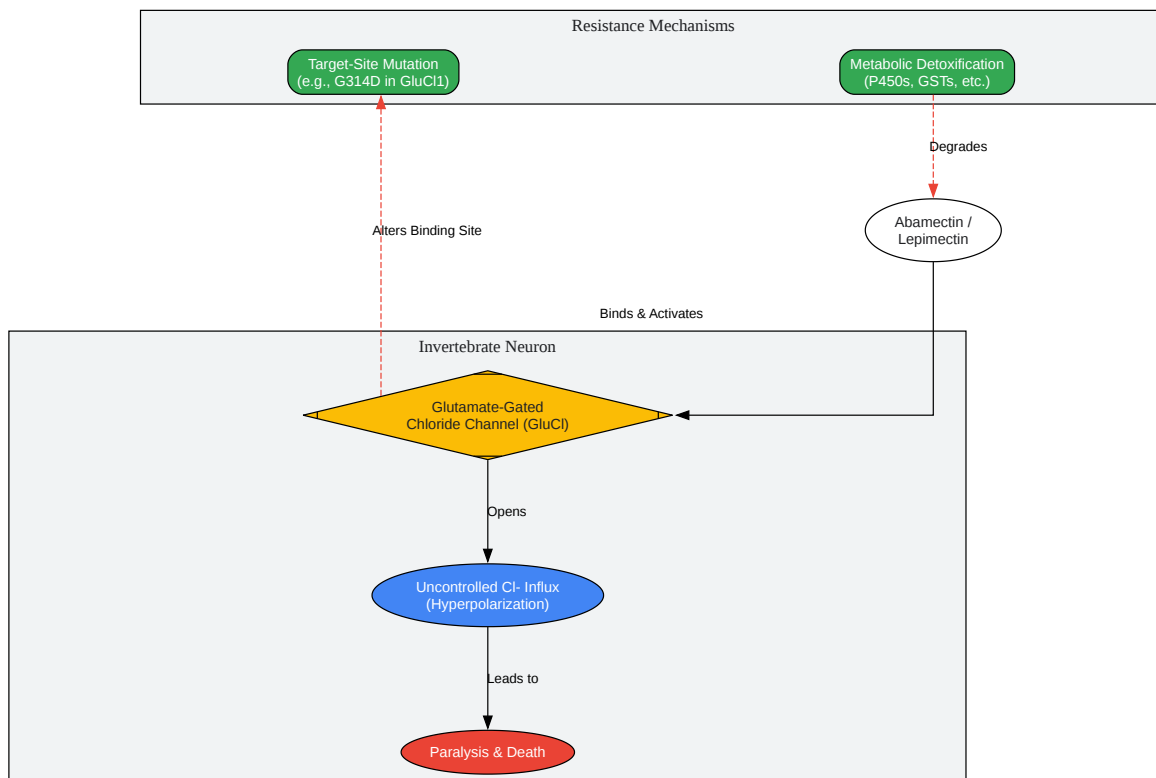 Resistance Mechanisms
Target-Site Mutation
(e.g., G314D in GluCl1)
Metabolic Detoxification
(P450s, GSTs, etc.)
Degrades
Abamectin /
Lepimectin
Alters Binding Site
Binds & Activates
Invertebrate Neuron
Glutamate-Gated
Chloride Channel (GluCl)
Opens
Uncontrolled Cl- Influx
(Hyperpolarization)
Leads to
Paralysis & Death